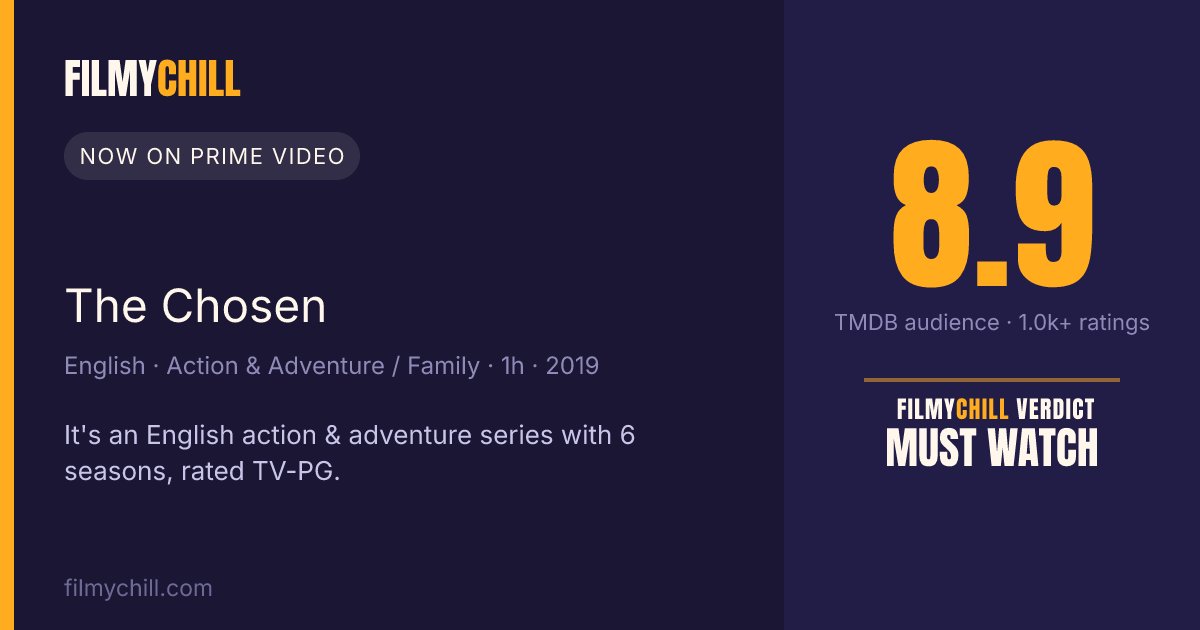 FILMYCHILL
NOW ON PRIME VIDEO
The Chosen
English · Action & Adventure / Family · 1h · 2019
It's an English action & adventure series with 6
seasons, rated TV-PG.
filmychill.com
8.9
TMDB audience · 1.0k+ ratings
FILMYCHILL VERDICT
MUST WATCH